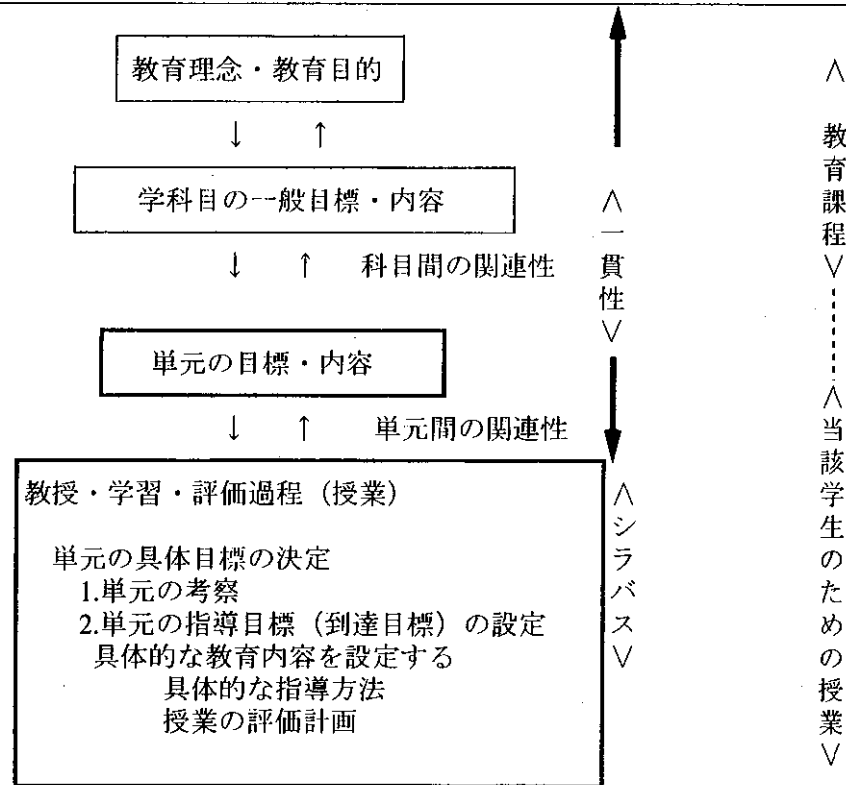 教育理念・教育目的
↓ ↑
学科目の一般目標・内容
↓ ↑ 科目間の関連性
単元の目標・内容
↓ ↑ 単元間の関連性
教授・学習・評価過程（授業）
単元の具体目標の決定
1.単元の考察
2.単元の指導目標（到達目標）の設定
具体的な教育内容を設定する
具体的な指導方法
授業の評価計画
＜一貫性＞
＜シラバス＞
＜教育課程＞………＜当該学生のための授業＞